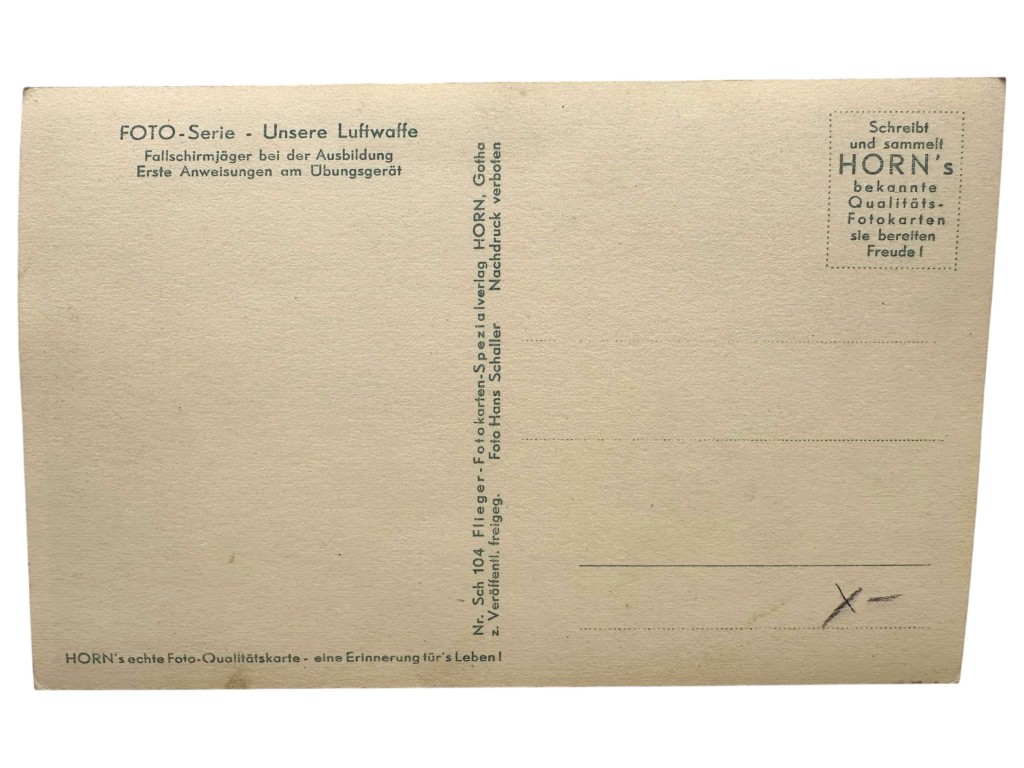 FOTO-Serie - Unsere Luftwaffe
Fallschirmjäger bei der Ausbildung
Erste Anweisungen am Übungsgerät
Nr. Sch 104 Flieger-Fotokarten-Spezialverlag HORN, Gotha
z. Veröffentl. freigeg. Foto Hans Schaller Nachdruck verboten
Schreibt
und sammelt
HORN's
bekannte
Qualitäts-
Fotokarten
sie bereiten
Freude!
X-
HORN's echte Foto-Qualitätskarte - eine Erinnerung für's Leben!